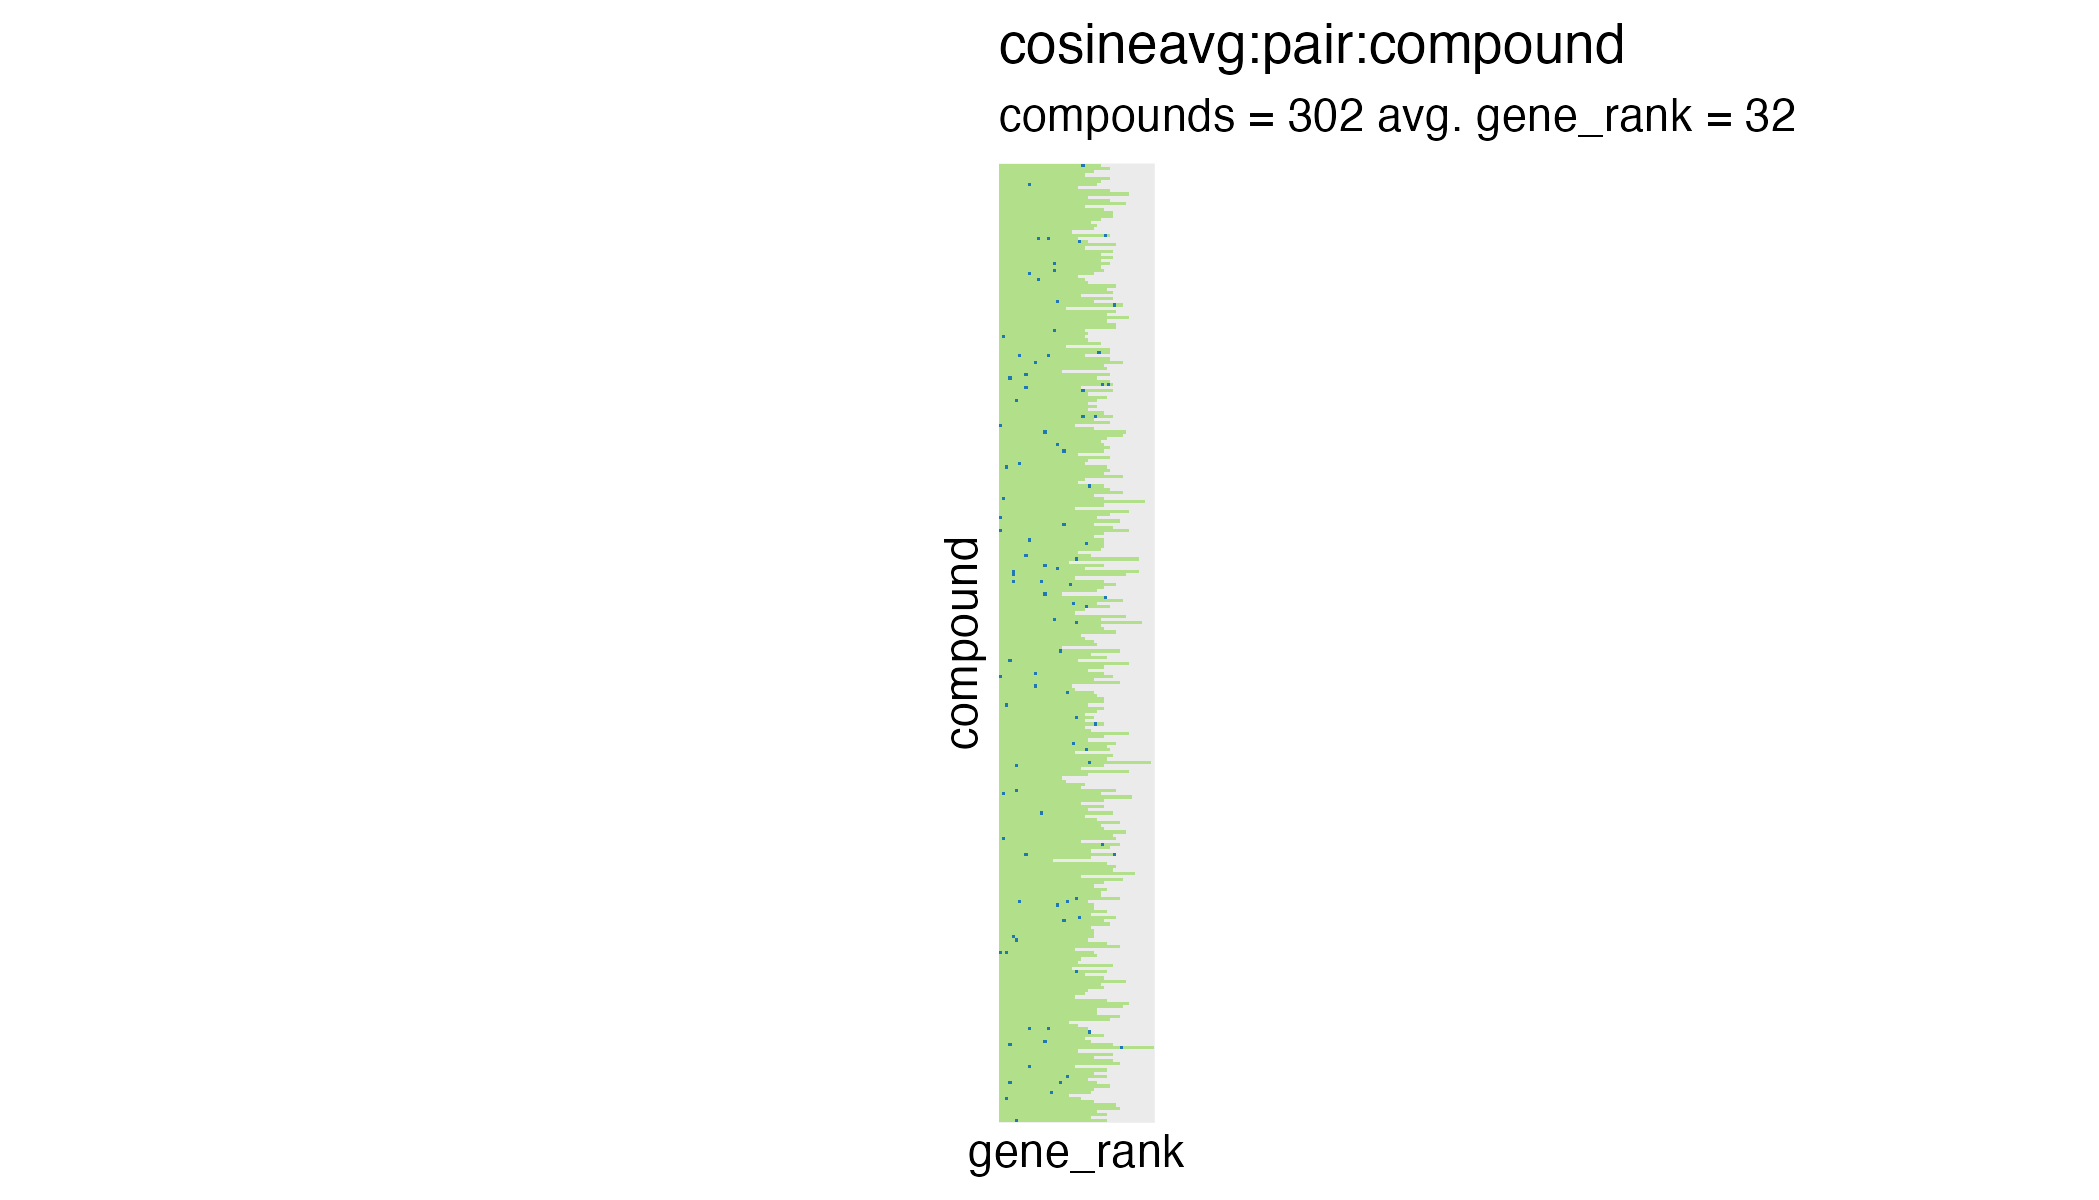 cosineavg:pair:compound
compounds = 302 avg. gene_rank = 32
compound
gene_rank